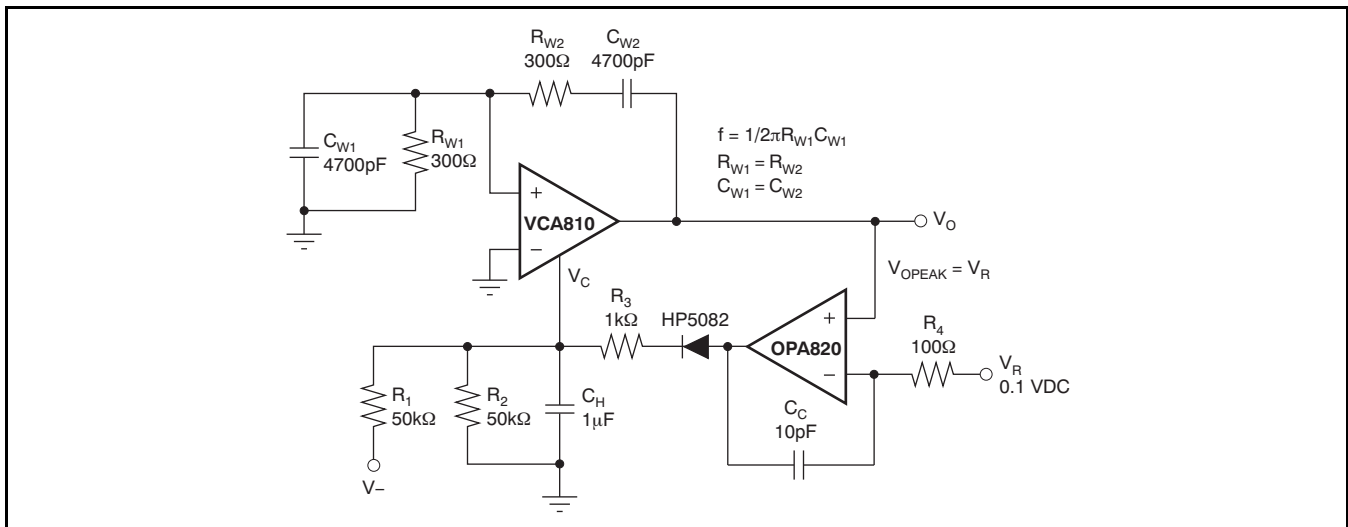 R_W2
300Ω
C_W2
4700pF
C_W1
4700pF
R_W1
300Ω
f = 1/2πR_W1C_W1
R_W1 = R_W2
C_W1 = C_W2
+
VCA810
−
V_O
V_C
V_OPEAK = V_R
R_3
1kΩ
HP5082
+
OPA820
−
R_4
100Ω
V_R
0.1 VDC
R_1
50kΩ
R_2
50kΩ
C_H
1μF
C_C
10pF
V−